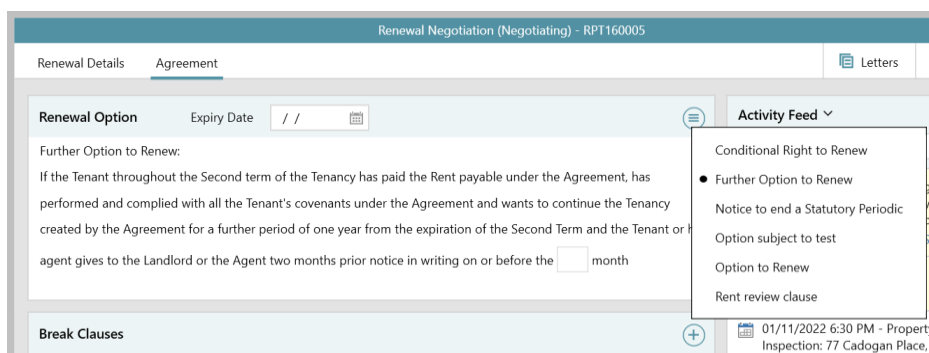 Renewal Negotiation (Negotiating) - RPT160005
Renewal Details
Agreement
Letters
Renewal Option
Expiry Date
/ /
Activity Feed
Further Option to Renew:
If the Tenant throughout the Second term of the Tenancy has paid the Rent payable under the Agreement, has
performed and complied with all the Tenant's covenants under the Agreement and wants to continue the Tenancy
created by the Agreement for a further period of one year from the expiration of the Second Term and the Tenant or
agent gives to the Landlord or the Agent two months prior notice in writing on or before the month
Conditional Right to Renew
Further Option to Renew
Notice to end a Statutory Periodic
Option subject to test
Option to Renew
Rent review clause
Break Clauses
01/11/2022 6:30 PM - Property
Inspection: 77 Cadogan Place,